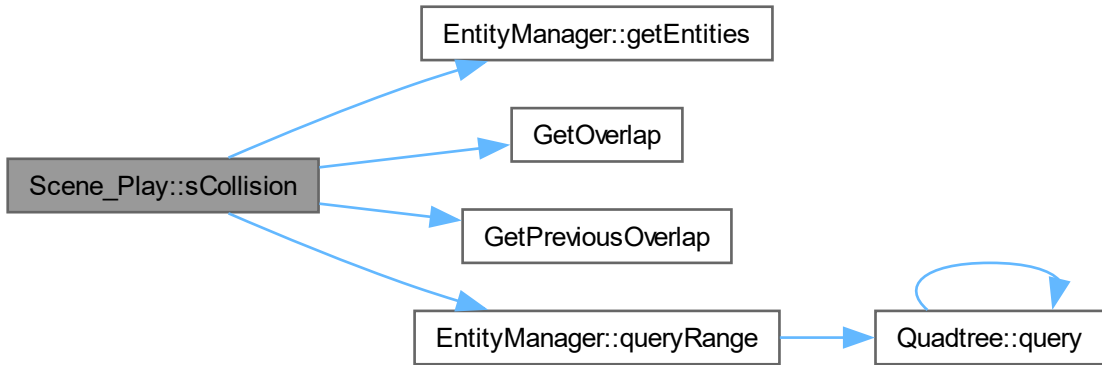 EntityManager::getEntities
GetOverlap
Scene_Play::sCollision
GetPreviousOverlap
EntityManager::queryRange
Quadtree::query